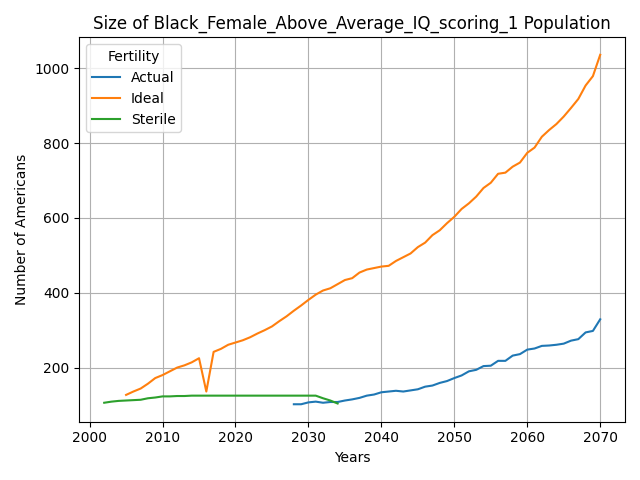 Size of Black_Female_Above_Average_IQ_scoring_1 Population
Fertility
Actual
Ideal
Sterile
Number of Americans
1000
800
600
400
200
2000 2010 2020 2030 2040 2050 2060 2070
Years